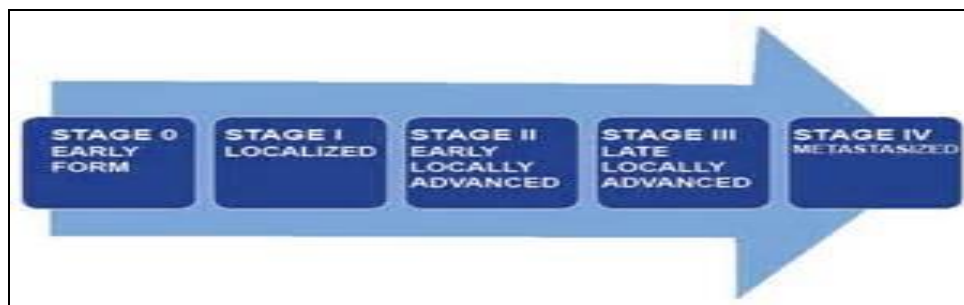 STAGE 0
EARLY
FORM
STAGE I
LOCALIZED
STAGE II
EARLY
LOCALLY
ADVANCED
STAGE III
LATE
LOCALLY
ADVANCED
STAGE IV
METASTASIZED